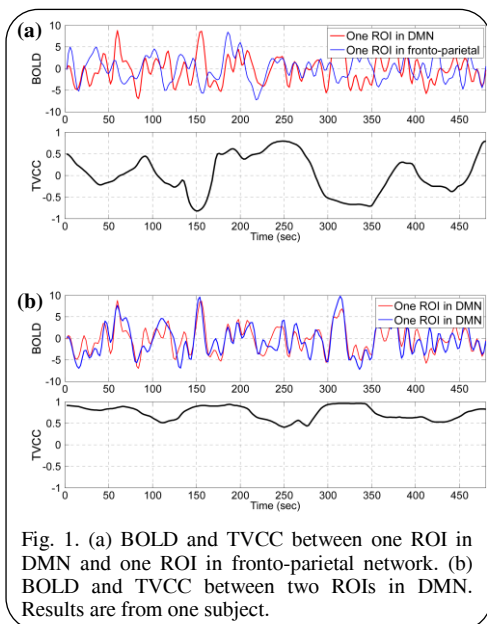 (a)
One ROI in DMN
One ROI in fronto-parietal
BOLD
10
5
0
-5
-10
0 50 100 150 200 250 300 350 400 450
TVCC
1
0.5
0
-0.5
-1
0 50 100 150 200 250 300 350 400 450
Time (sec)
(b)
One ROI in DMN
One ROI in DMN
BOLD
10
5
0
-5
-10
0 50 100 150 200 250 300 350 400 450
TVCC
1
0.5
0
-0.5
-1
0 50 100 150 200 250 300 350 400 450
Time (sec)
Fig. 1. (a) BOLD and TVCC between one ROI in
DMN and one ROI in fronto-parietal network. (b)
BOLD and TVCC between two ROIs in DMN.
Results are from one subject.